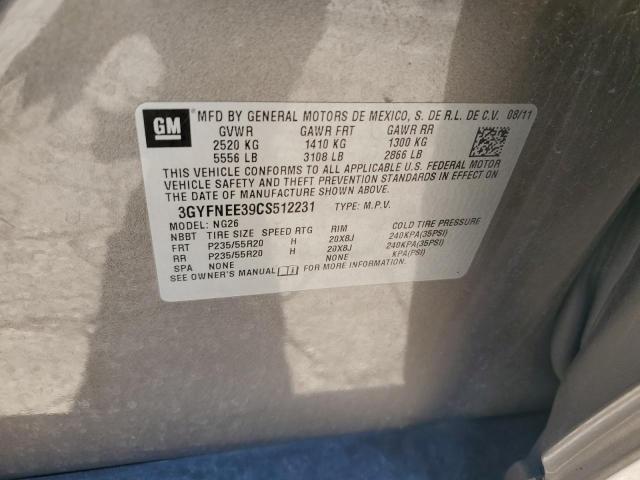 GM
MFD BY GENERAL MOTORS DE MEXICO, S. DE R.L. DE C.V. 08/11
GVWR GAWR FRT GAWR RR
2520 KG 1410 KG 1300 KG
5556 LB 3108 LB 2866 LB
THIS VEHICLE CONFORMS TO ALL APPLICABLE U.S. FEDERAL MOTOR
VEHICLE SAFETY AND THEFT PREVENTION STANDARDS IN EFFECT ON THE
DATE OF MANUFACTURE SHOWN ABOVE.
3GYFNEE39CS512231 TYPE: M.P.V.
MODEL: NG26
NBBT TIRE SIZE SPEED RTG RIM COLD TIRE PRESSURE
FRT P235/55R20 H 20X8J 240KPA(35PSI)
RR P235/55R20 H 20X8J 240KPA(35PSI)
SPA NONE NONE KPA(PSI)
SEE OWNER'S MANUAL FOR MORE INFORMATION.